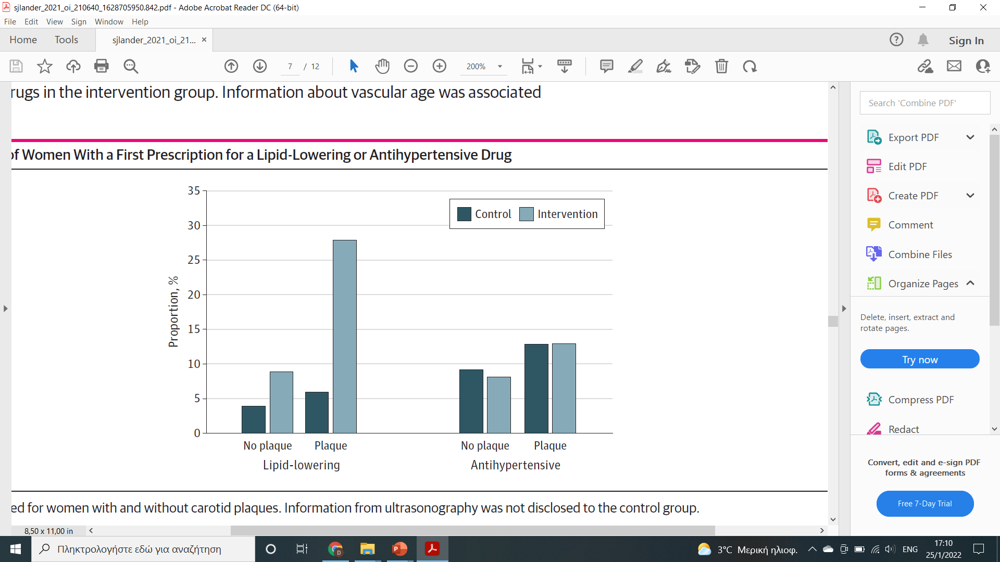 sjlander_2021_oi_210640_1628705950.842.pdf - Adobe Acrobat Reader DC (64-bit)
File Edit View Sign Window Help
Home Tools sjlander_2021_oi_21... × Sign In
7 / 12 200%
rugs in the intervention group. Information about vascular age was associated
of Women With a First Prescription for a Lipid-Lowering or Antihypertensive Drug
35
30
25
20
15
10
5
0
Proportion, %
Control Intervention
No plaque Plaque No plaque Plaque
Lipid-lowering Antihypertensive
ed for women with and without carotid plaques. Information from ultrasonography was not disclosed to the control group.
8,50 x 11,00 in
Search 'Combine PDF'
Export PDF
Edit PDF
Create PDF
Comment
Combine Files
Organize Pages
Delete, insert, extract and
rotate pages.
Try now
Compress PDF
Redact
Convert, edit and e-sign PDF
forms & agreements
Free 7-Day Trial
Πληκτρολογήστε εδώ για αναζήτηση
3°C Μερική ηλιοφ.
ENG
17:10
25/1/2022